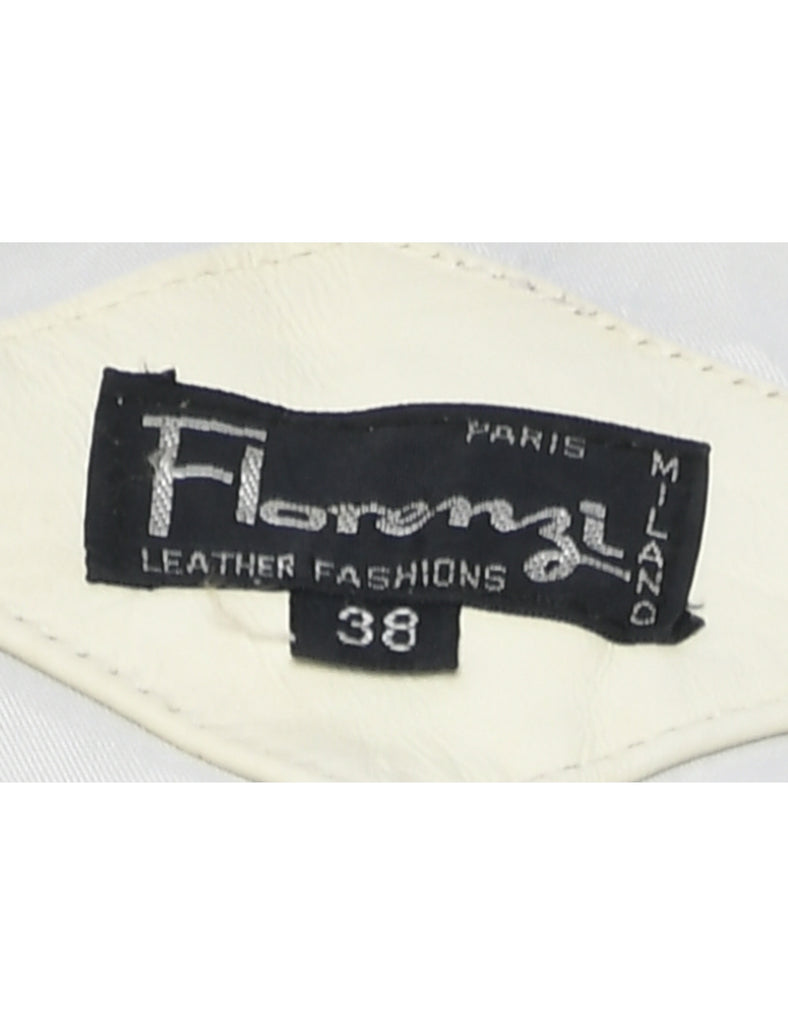 PARIS
Florenzi
MILANO
LEATHER FASHIONS
38